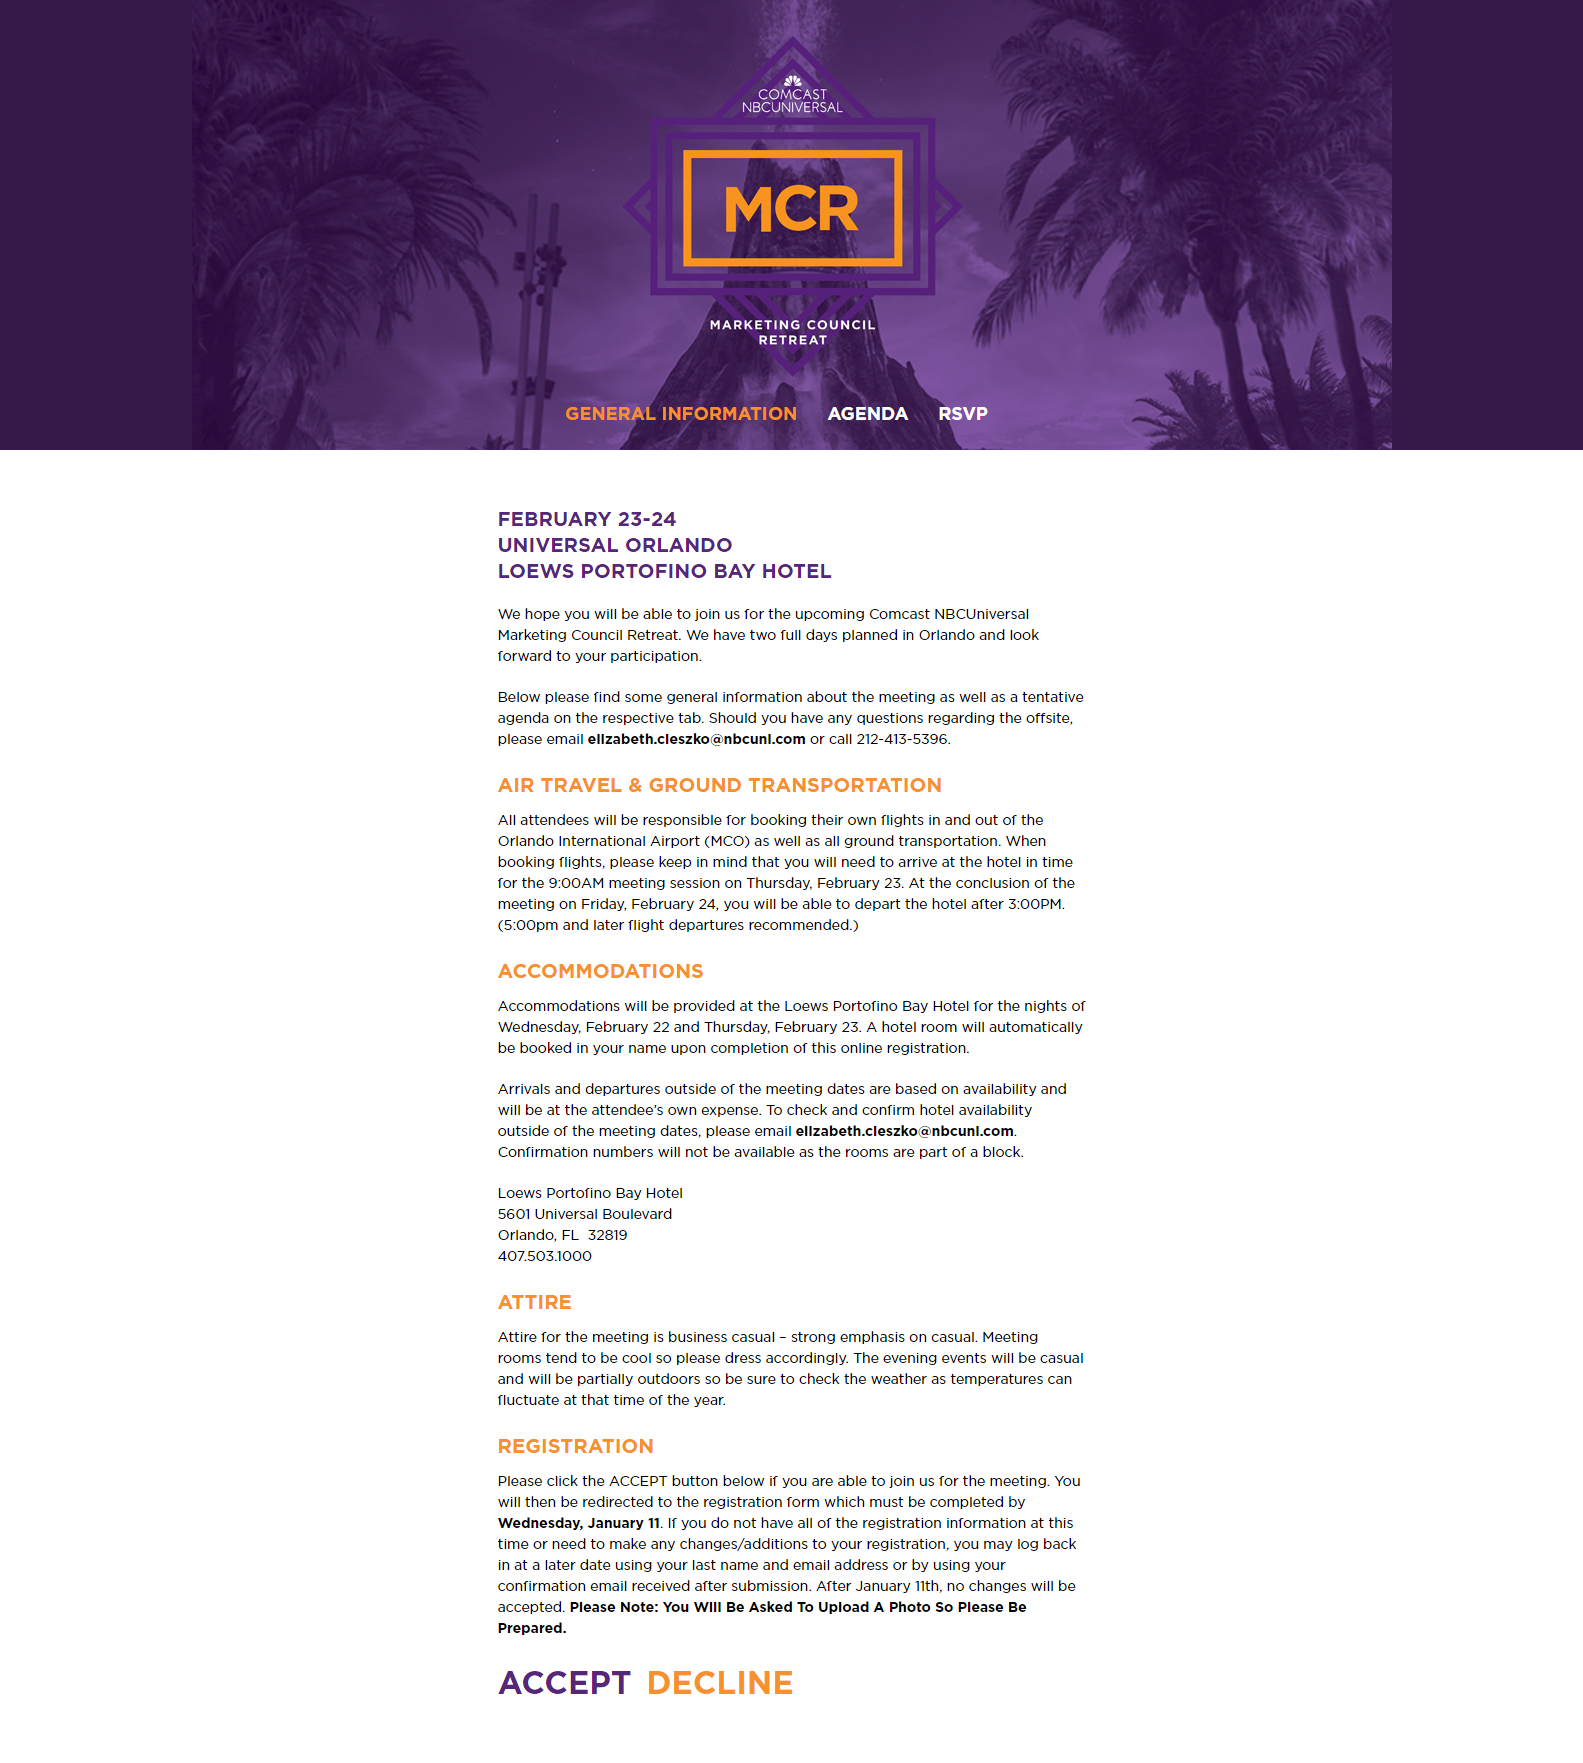 COMCAST
NBCUNIVERSAL
MCR
MARKETING COUNCIL
RETREAT
GENERAL INFORMATION AGENDA RSVP
FEBRUARY 23-24
UNIVERSAL ORLANDO
LOEWS PORTOFINO BAY HOTEL
We hope you will be able to join us for the upcoming Comcast NBCUniversal
Marketing Council Retreat. We have two full days planned in Orlando and look
forward to your participation.
Below please find some general information about the meeting as well as a tentative
agenda on the respective tab. Should you have any questions regarding the offsite,
please email elizabeth.cieszko@nbcuni.com or call 212-413-5396.
AIR TRAVEL & GROUND TRANSPORTATION
All attendees will be responsible for booking their own flights in and out of the
Orlando International Airport (MCO) as well as all ground transportation. When
booking flights, please keep in mind that you will need to arrive at the hotel in time
for the 9:00AM meeting session on Thursday, February 23. At the conclusion of the
meeting on Friday, February 24, you will be able to depart the hotel after 3:00PM.
(5:00pm and later flight departures recommended.)
ACCOMMODATIONS
Accommodations will be provided at the Loews Portofino Bay Hotel for the nights of
Wednesday, February 22 and Thursday, February 23. A hotel room will automatically
be booked in your name upon completion of this online registration.
Arrivals and departures outside of the meeting dates are based on availability and
will be at the attendee’s own expense. To check and confirm hotel availability
outside of the meeting dates, please email elizabeth.cieszko@nbcuni.com.
Confirmation numbers will not be available as the rooms are part of a block.
Loews Portofino Bay Hotel
5601 Universal Boulevard
Orlando, FL  32819
407.503.1000
ATTIRE
Attire for the meeting is business casual – strong emphasis on casual. Meeting
rooms tend to be cool so please dress accordingly. The evening events will be casual
and will be partially outdoors so be sure to check the weather as temperatures can
fluctuate at that time of the year.
REGISTRATION
Please click the ACCEPT button below if you are able to join us for the meeting. You
will then be redirected to the registration form which must be completed by
Wednesday, January 11. If you do not have all of the registration information at this
time or need to make any changes/additions to your registration, you may log back
in at a later date using your last name and email address or by using your
confirmation email received after submission. After January 11th, no changes will be
accepted. Please Note: You Will Be Asked To Upload A Photo So Please Be
Prepared.
ACCEPT DECLINE